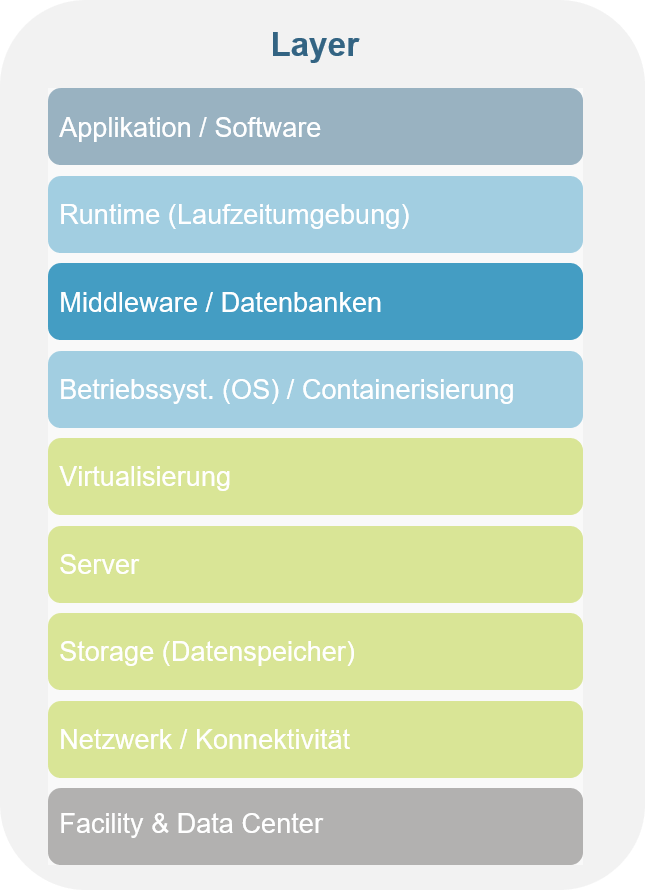 Layer
Applikation / Software
Runtime (Laufzeitumgebung)
Middleware / Datenbanken
Betriebssyst. (OS) / Containerisierung
Virtualisierung
Server
Storage (Datenspeicher)
Netzwerk / Konnektivität
Facility & Data Center